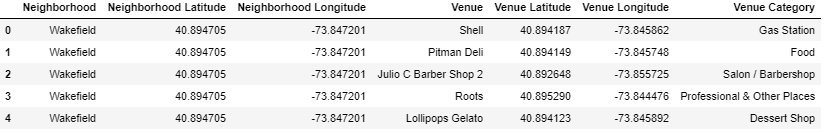 Neighborhood Neighborhood Latitude Neighborhood Longitude Venue Venue Latitude Venue Longitude Venue Category
0 Wakefield 40.894705 -73.847201 Shell 40.894187 -73.845862 Gas Station
1 Wakefield 40.894705 -73.847201 Pitman Deli 40.894149 -73.845748 Food
2 Wakefield 40.894705 -73.847201 Julio C Barber Shop 2 40.892648 -73.855725 Salon / Barbershop
3 Wakefield 40.894705 -73.847201 Roots 40.895290 -73.844476 Professional & Other Places
4 Wakefield 40.894705 -73.847201 Lollipops Gelato 40.894123 -73.845892 Dessert Shop